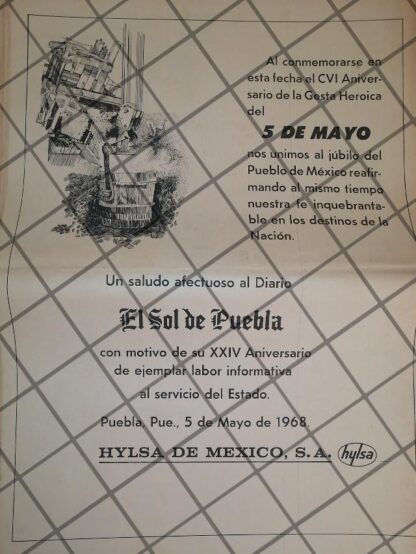 Al conmemorarse en
esta fecha el CVI Aniver-
sario de la Gesta Heroica
del
5 DE MAYO
nos unimos al júbilo del
Pueblo de México reafir-
mando al mismo tiempo
nuestra fe inquebranta-
ble en los destinos de la
Nación.
Un saludo afectuoso al Diario
El Sol de Puebla
con motivo de su XXIV Aniversario
de ejemplar labor informativa
al servicio del Estado.
Puebla, Pue., 5 de Mayo de 1968.
HYLSA DE MEXICO, S.A. hylsa